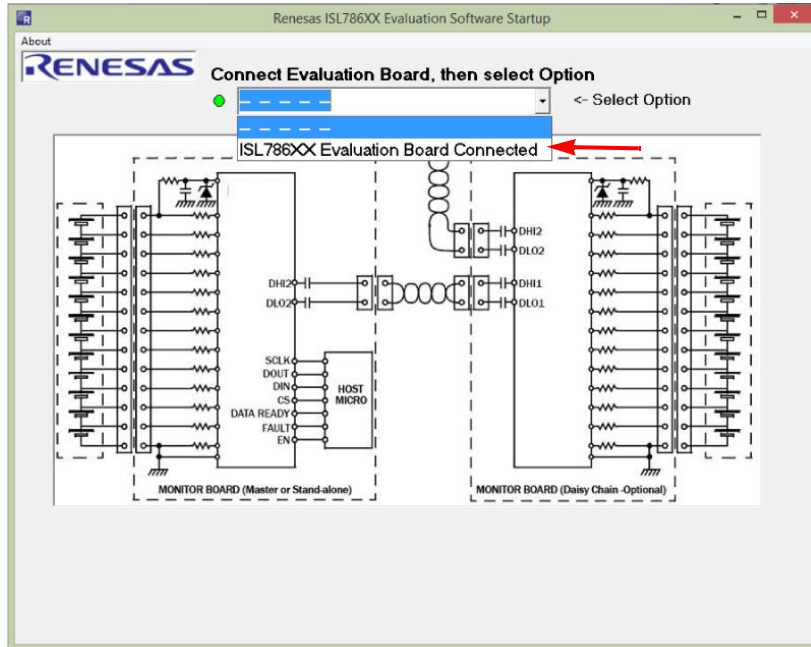 Renesas ISL786XX Evaluation Software Startup
About
RENESAS
Connect Evaluation Board, then select Option
– – – – –
<- Select Option
– – – – –
ISL786XX Evaluation Board Connected
DHI2
DLO2
DHI2
DLO2
DHI1
DLO1
SCLK
DOUT
DIN
CS
DATA READY
FAULT
EN
HOST
MICRO
MONITOR BOARD (Master or Stand-alone)
MONITOR BOARD (Daisy Chain -Optional)